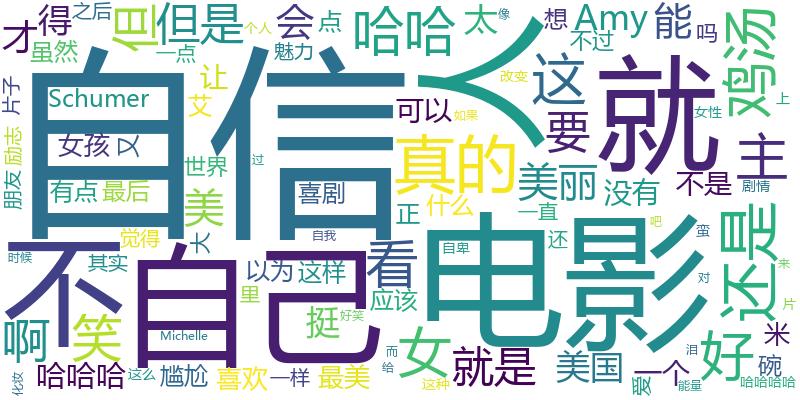 才
得
之后
但
但是
会
个人
点
哈哈
太
像
想
Amy
能
吗
鸡汤
虽然
一点
魅力
不过
片子
Schumer
让
艾
自信
人
可以
改变
如果
这
要
就
上
女性
主
励志
女孩
以
朋友
有点
最后
世界
美
喜剧
过
真的
什么
正
美丽
没有
不是
剧情
一直
还是
觉得
大
自我
不
自己
看
电影
自卑
还
吧
蛮
对
来
时候
其实
以为
这样
里
应该
片
啊
笑
Michelle
挺
好笑
女
好
米
碗
哈哈哈
这么
尴尬
喜欢
一样
最美
而
给
就是
这种
美国
一个
爱
泪
能量
哈哈哈哈
化妆